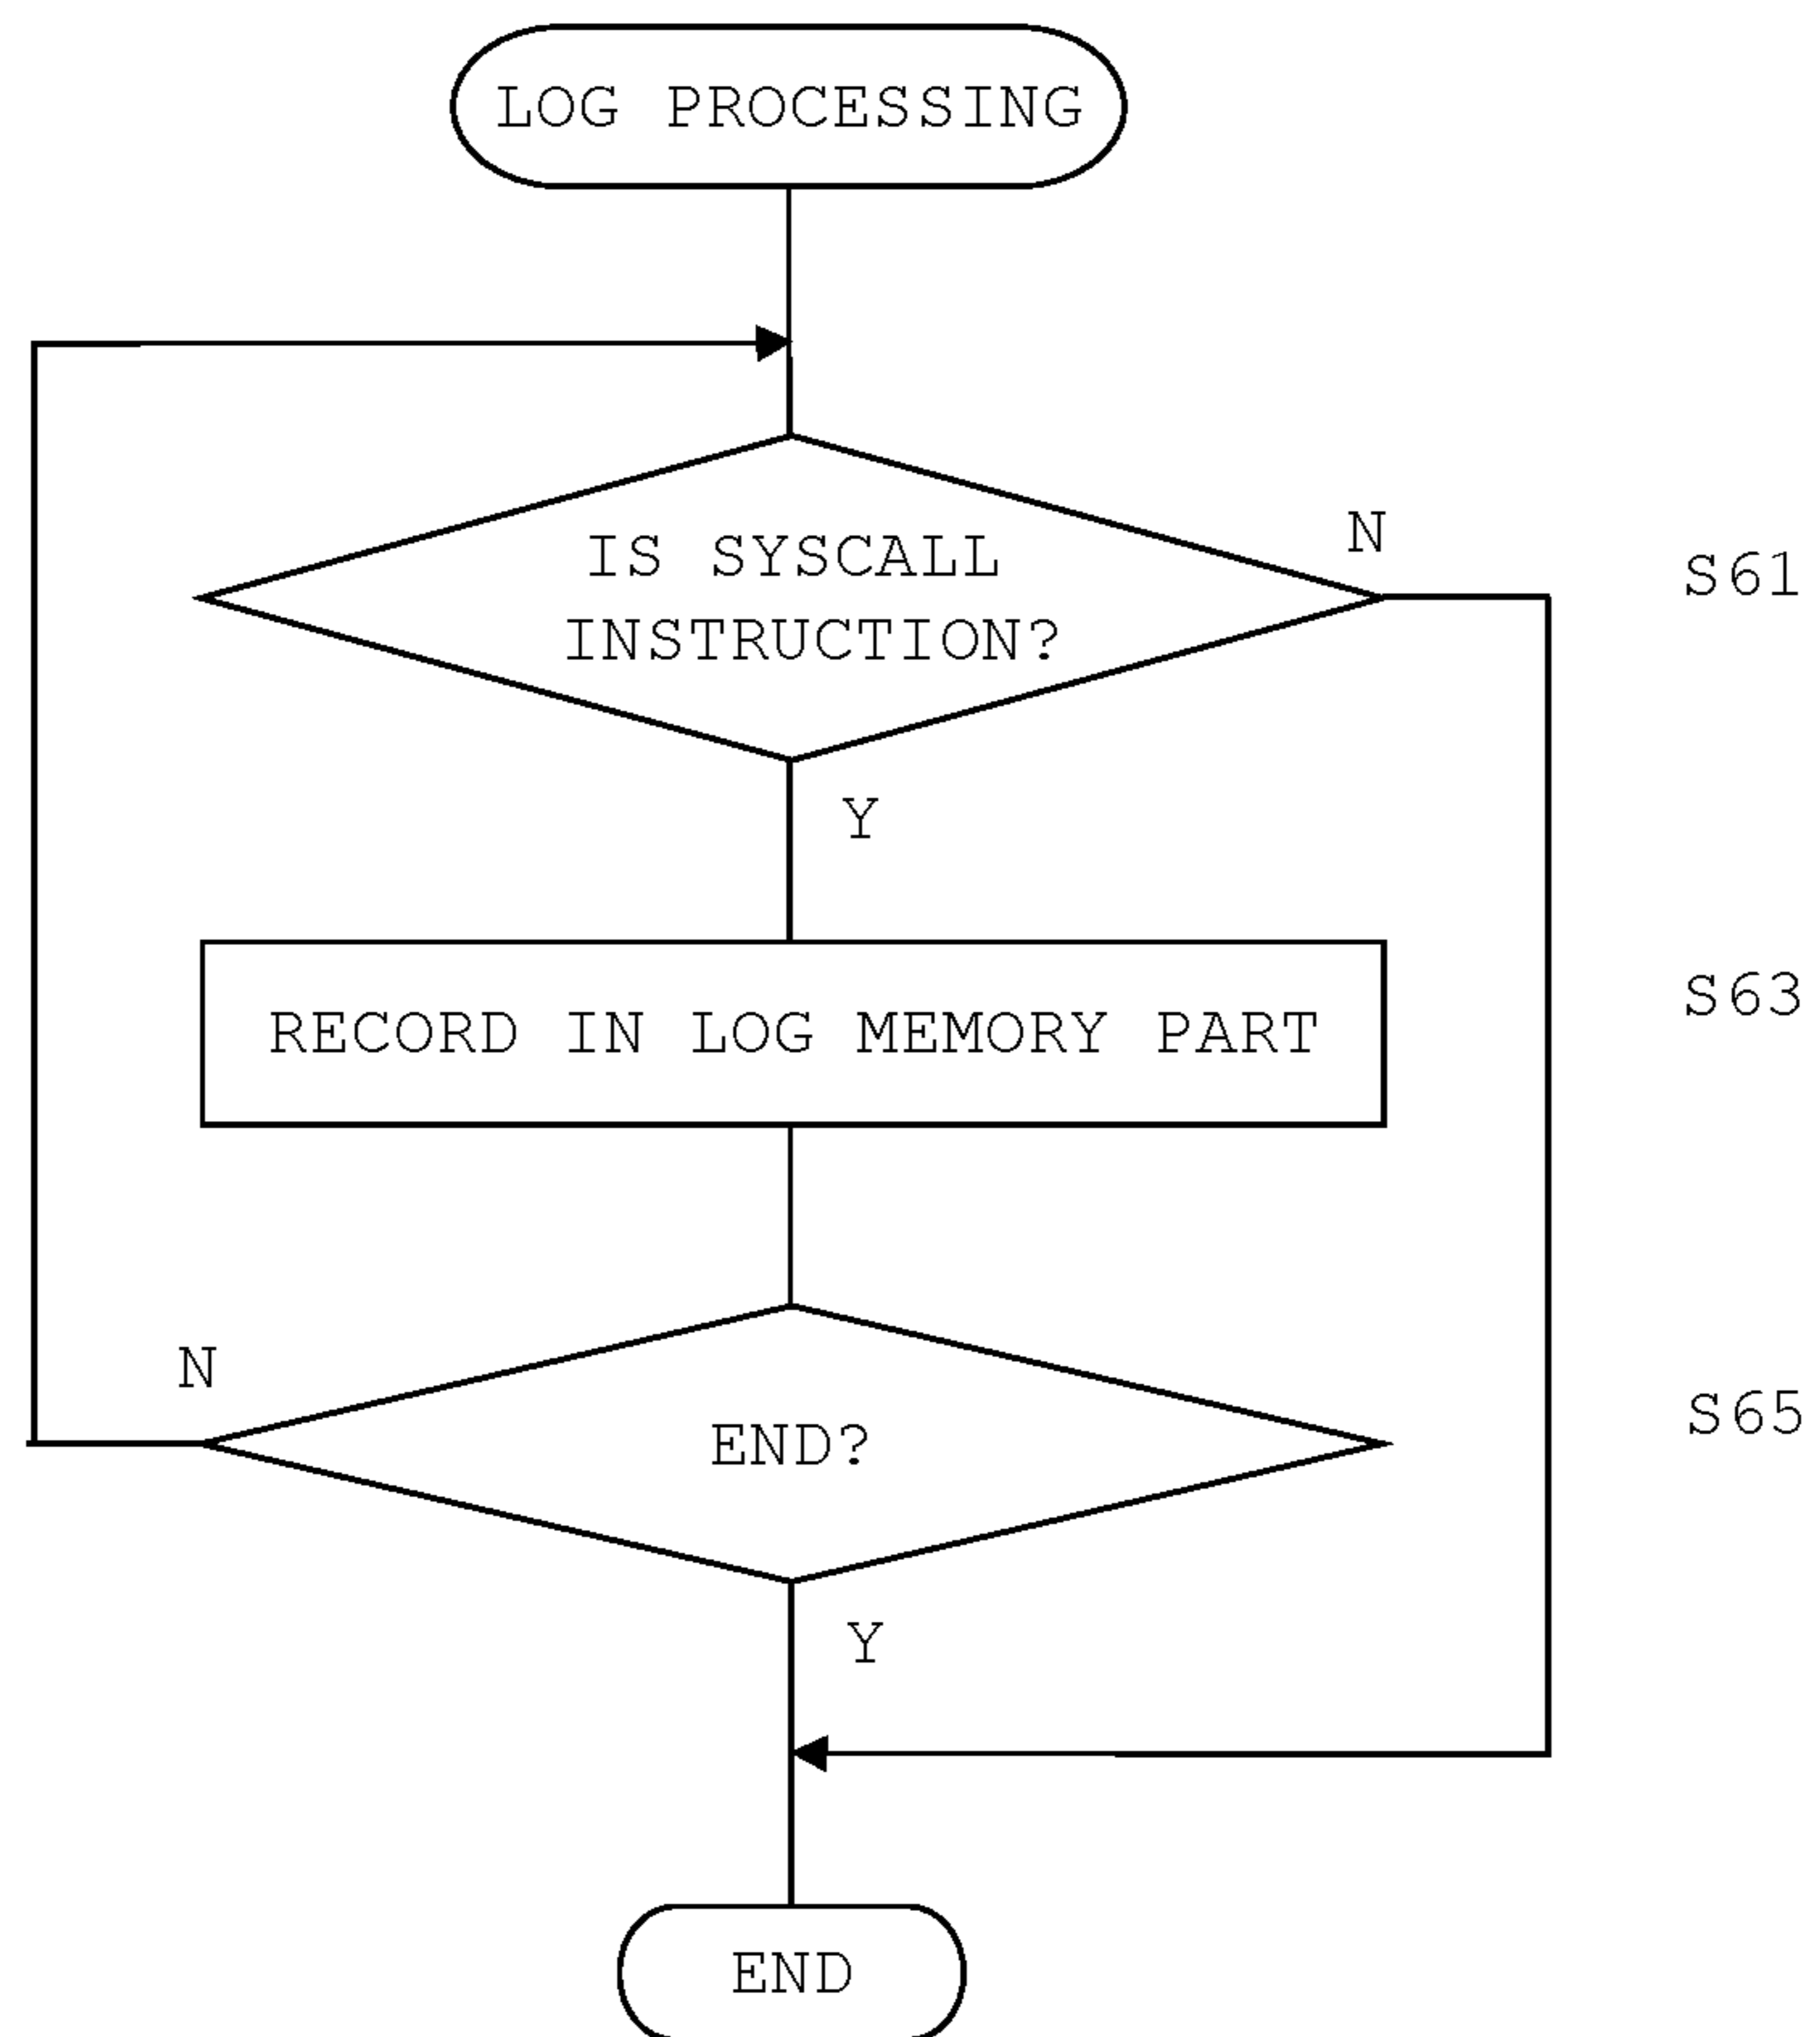 LOG PROCESSING
N
IS SYSCALL
S61
INSTRUCTION?
Y
S63
RECORD IN LOG MEMORY PART
N
S65
END?
Y
END